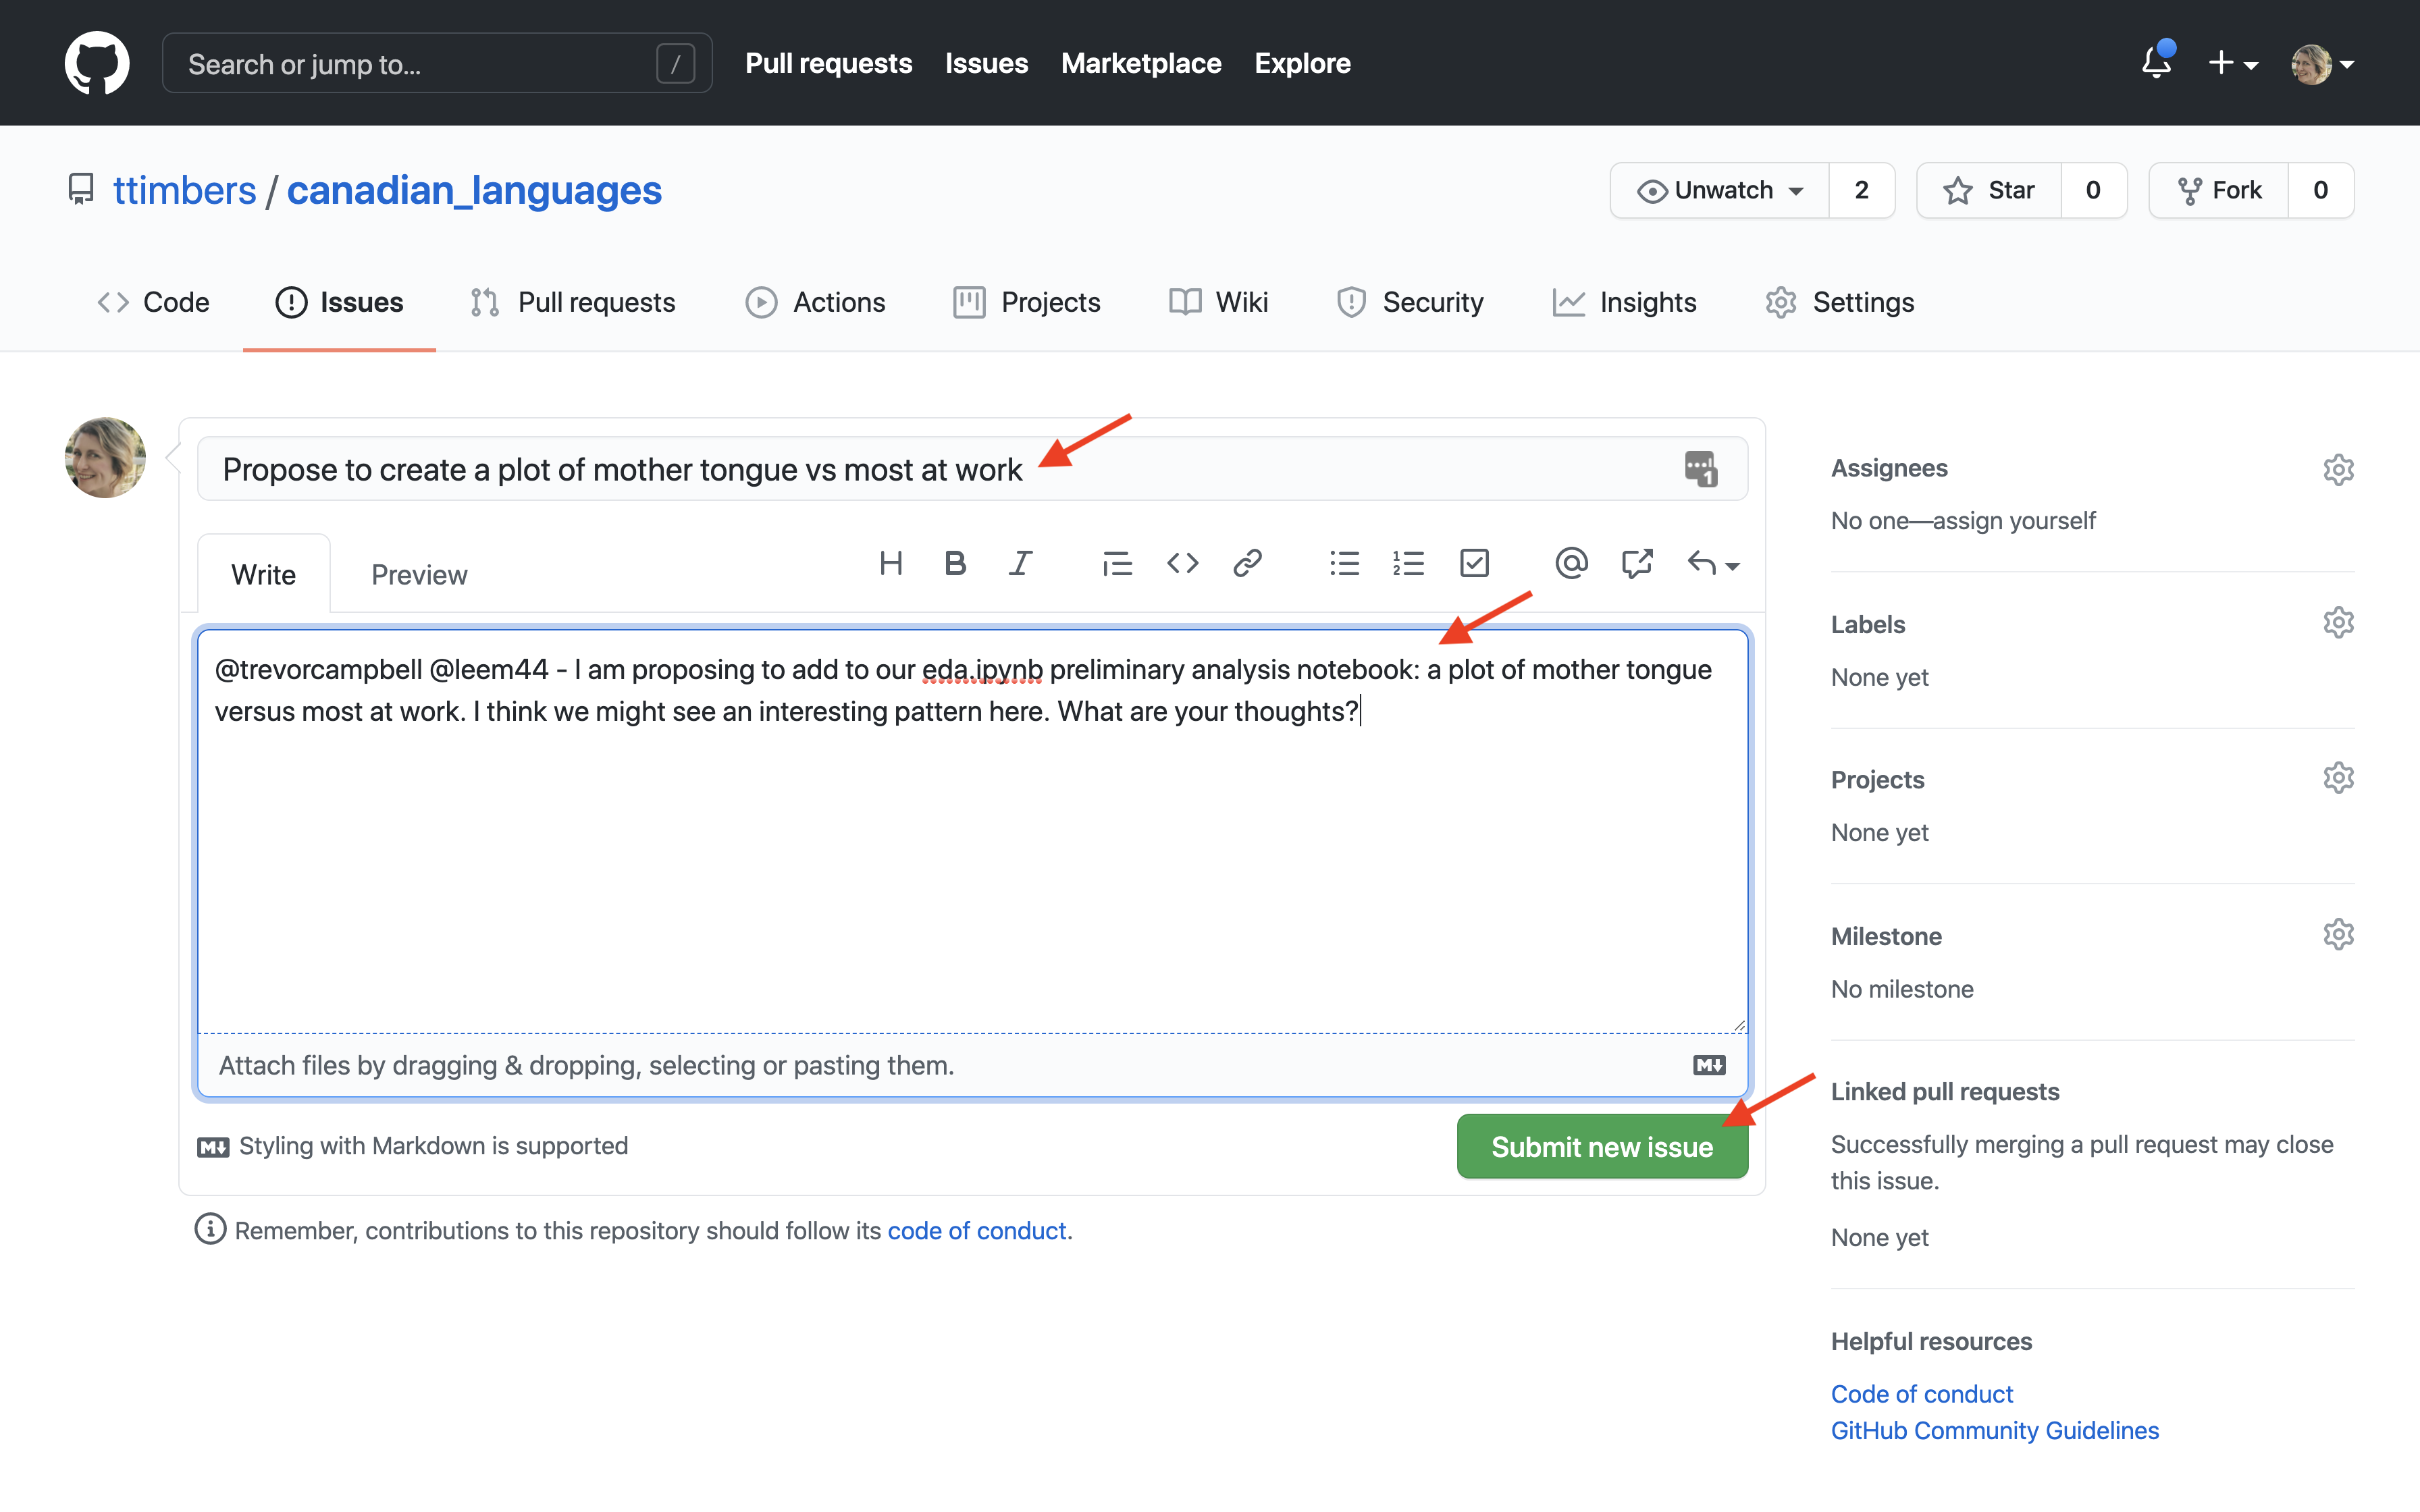 Search or jump to... /
Pull requests Issues Marketplace Explore
ttimbers / canadian_languages
Unwatch 2 Star 0 Fork 0
Code Issues Pull requests Actions Projects Wiki Security Insights Settings
Propose to create a plot of mother tongue vs most at work
1
Write Preview
@trevorcampbell @leem44 - I am proposing to add to our eda.ipynb preliminary analysis notebook: a plot of mother tongue
versus most at work. I think we might see an interesting pattern here. What are your thoughts?
Attach files by dragging & dropping, selecting or pasting them.
Styling with Markdown is supported
Submit new issue
Remember, contributions to this repository should follow its code of conduct.
Assignees
No one—assign yourself
Labels
None yet
Projects
None yet
Milestone
No milestone
Linked pull requests
Successfully merging a pull request may close
this issue.
None yet
Helpful resources
Code of conduct
GitHub Community Guidelines